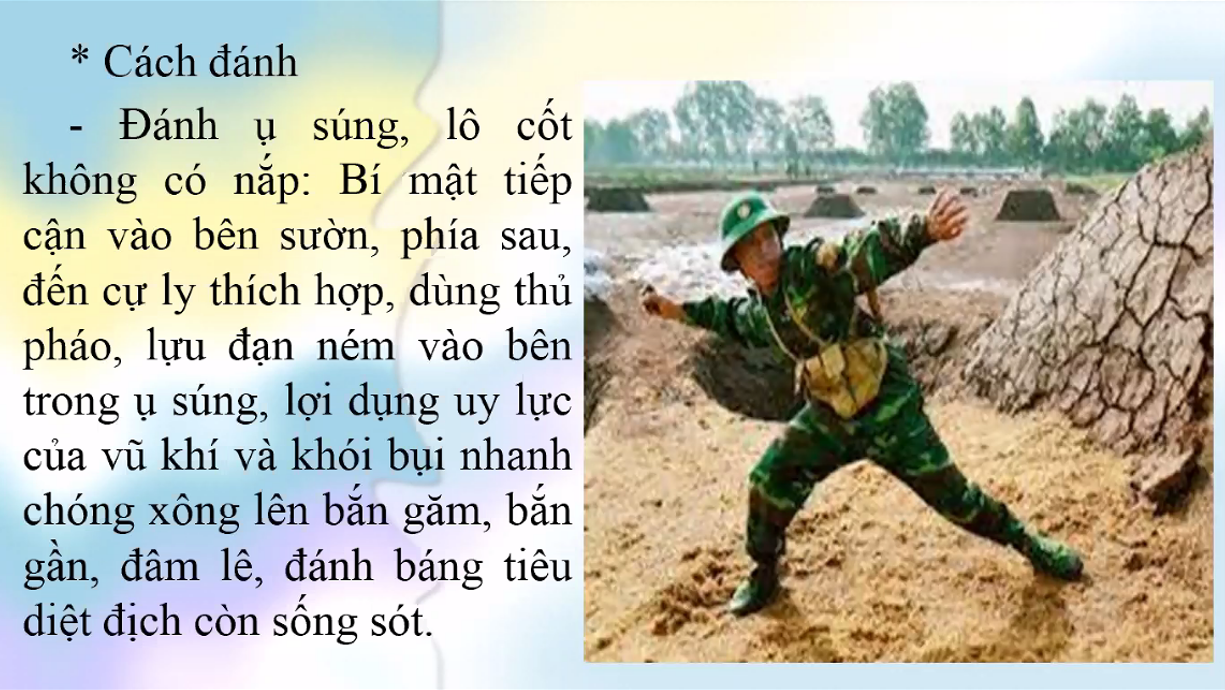 * Cách đánh
- Đánh ụ súng, lô cốt
không có nắp: Bí mật tiếp
cận vào bên sườn, phía sau,
đến cự ly thích hợp, dùng thủ
pháo, lựu đạn ném vào bên
trong ụ súng, lợi dụng uy lực
của vũ khí và khói bụi nhanh
chóng xông lên bắn găm, bắn
gần, đâm lê, đánh báng tiêu
diệt địch còn sống sót.